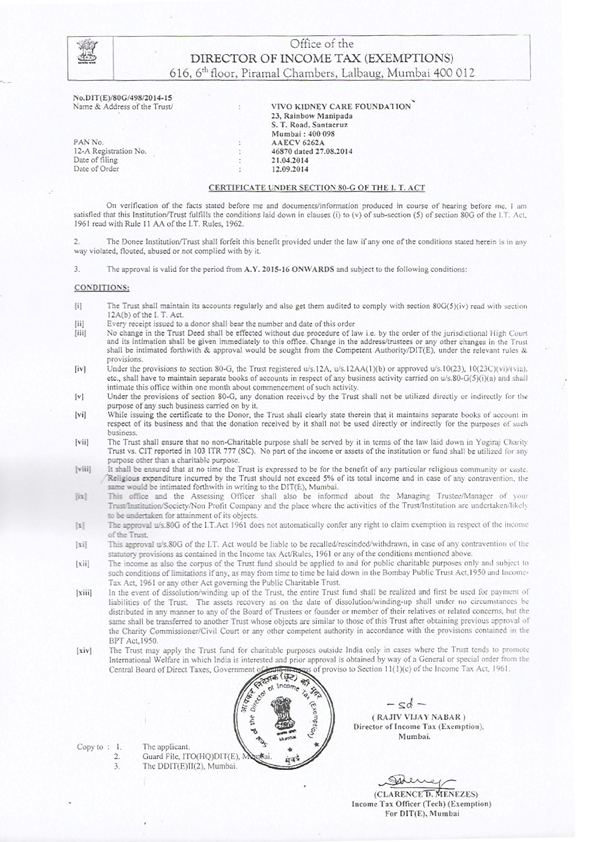 Office of the
DIRECTOR OF INCOME TAX (EXEMPTIONS)
616, 6th floor, Piramal Chambers, Lalbaug, Mumbai 400 012
No.DIT(E)/80G/498/2014-15
Name & Address of the Trust/ : VIVO KIDNEY CARE FOUNDATION
23, Rainbow Manipada
S. T. Road, Santacruz
Mumbai : 400 098
PAN No. : AAECV 6262A
12-A Registration No. : 46870 dated 27.08.2014
Date of filing : 21.04.2014
Date of Order : 12.09.2014
CERTIFICATE UNDER SECTION 80-G OF THE I. T. ACT
On verification of the facts stated before me and documents/information produced in course of hearing before me, I am
satisfied that this Institution/Trust fulfills the conditions laid down in clauses (i) to (v) of sub-section (5) of section 80G of the I.T. Act,
1961 read with Rule 11 AA of the I.T. Rules, 1962.
2. The Donee Institution/Trust shall forfeit this benefit provided under the law if any one of the conditions stated herein is in any
way violated, flouted, abused or not complied with by it.
3. The approval is valid for the period from A.Y. 2015-16 ONWARDS and subject to the following conditions:
CONDITIONS:
[i] The Trust shall maintain its accounts regularly and also get them audited to comply with section 80G(5)(iv) read with section
12A(b) of the I. T. Act.
[ii] Every receipt issued to a donor shall bear the number and date of this order
[iii] No change in the Trust Deed shall be effected without due procedure of law i.e. by the order of the jurisdictional High Court
and its intimation shall be given immediately to this office. Change in the address/trustees or any other changes in the Trust
shall be intimated forthwith & approval would be sought from the Competent Authority/DIT(E), under the relevant rules &
provisions.
[iv] Under the provisions to section 80-G, the Trust registered u/s.12A, u/s.12AA(1)(b) or approved u/s.10(23), 10(23C)(vi)/(via),
etc., shall have to maintain separate books of accounts in respect of any business activity carried on u/s.80-G(5)(i)(a) and shall
intimate this office within one month about commencement of such activity.
[v] Under the provisions of section 80-G, any donation received by the Trust shall not be utilized directly or indirectly for the
purpose of any such business carried on by it.
[vi] While issuing the certificate to the Donor, the Trust shall clearly state therein that it maintains separate books of account in
respect of its business and that the donation received by it shall not be used directly or indirectly for the purposes of such
business.
[vii] The Trust shall ensure that no non-Charitable purpose shall be served by it in terms of the law laid down in Yogiraj Charity
Trust vs. CIT reported in 103 ITR 777 (SC). No part of the income or assets of the institution or fund shall be utilized for any
purpose other than a charitable purpose.
[viii] It shall be ensured that at no time the Trust is expressed to be for the benefit of any particular religious community or caste.
Religious expenditure incurred by the Trust should not exceed 5% of its total income and in case of any contravention, the
same would be intimated forthwith in writing to the DIT(E), Mumbai.
[ix] This office and the Assessing Officer shall also be informed about the Managing Trustee/Manager of your
Trust/Institution/Society/Non Profit Company and the place where the activities of the Trust/Institution are undertaken/likely
to be undertaken for attainment of its objects.
[x] The approval u/s.80G of the I.T.Act 1961 does not automatically confer any right to claim exemption in respect of the income
of the Trust.
[xi] This approval u/s.80G of the I.T. Act would be liable to be recalled/rescinded/withdrawn, in case of any contravention of the
statutory provisions as contained in the Income tax Act/Rules, 1961 or any of the conditions mentioned above.
[xii] The income as also the corpus of the Trust fund should be applied to and for public charitable purposes only and subject to
such conditions of limitations if any, as may from time to time be laid down in the Bombay Public Trust Act,1950 and Income-
Tax Act, 1961 or any other Act governing the Public Charitable Trust.
[xiii] In the event of dissolution/winding up of the Trust, the entire Trust fund shall be realized and first be used for payment of
liabilities of the Trust. The assets recovery as on the date of dissolution/winding-up shall under no circumstances be
distributed in any manner to any of the Board of Trustees or founder or member of their relatives or related concerns, but the
same shall be transferred to another Trust whose objects are similar to those of this Trust after obtaining previous approval of
the Charity Commissioner/Civil Court or any other competent authority in accordance with the provisions contained in the
BPT Act,1950.
[xiv] The Trust may apply the Trust fund for charitable purposes outside India only in cases where the Trust tends to promote
International Welfare in which India is interested and prior approval is obtained by way of a General or special order from the
Central Board of Direct Taxes, Government of India in terms of proviso to Section 11(1)(c) of the Income Tax Act, 1961.
आयकर निदेशक (छूट) की मुहर
Seal of the Director of Income Tax (Exemption)
Mumbai
मुंबई
- sd -
( RAJIV VIJAY NABAR )
Director of Income Tax (Exemption),
Mumbai.
Copy to : 1. The applicant.
2. Guard File, ITO(HQ)DIT(E), Mumbai.
3. The DDIT(E)II(2), Mumbai.
(CLARENCE D. MENEZES)
Income Tax Officer (Tech) (Exemption)
For DIT(E), Mumbai